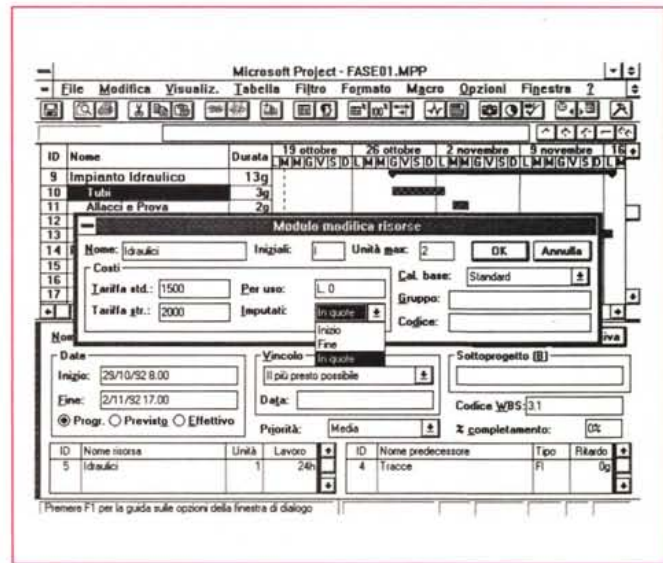 Microsoft Project - FASE01.MPP
File Modifica Visualiz. Tabella Filtro Formato Macro Opzioni Finestra ?
ID Nome Durata 19 ottobre 26 ottobre 2 novembre 9 novembre 16
L M M G V S D L M M G V S D L M M G V S D L M M G V S D L M
9 Impianto Idraulico 13g
10 Tubi 3g
11 Allacci e Prova 2g
12
13
14
15
16
17
Modulo modifica risorse
Nome: Idraulici Iniziali: I Unità max: 2 OK Annulla
Costi
Tariffa std.: 1500 Per uso: L. 0
Tariffa str.: 2000 Imputati: In quote
Inizio
Fine
In quote
Cal. base: Standard
Gruppo:
Codice:
Date
Inizio: 29/10/92 8.00
Fine: 2/11/92 17.00
Progr. Previsto Effettivo
Vincolo
Il più presto possibile
Data:
Priorità: Media
Sottoprogetto (B)
Codice WBS: 3.1
% completamento: 0%
ID Nome risorsa Unità Lavoro
5 Idraulici 1 24h
ID Nome predecessore Tipo Ritardo
4 Tracce FI 0g
Premere F1 per la guida sulle opzioni della finestra di dialogo